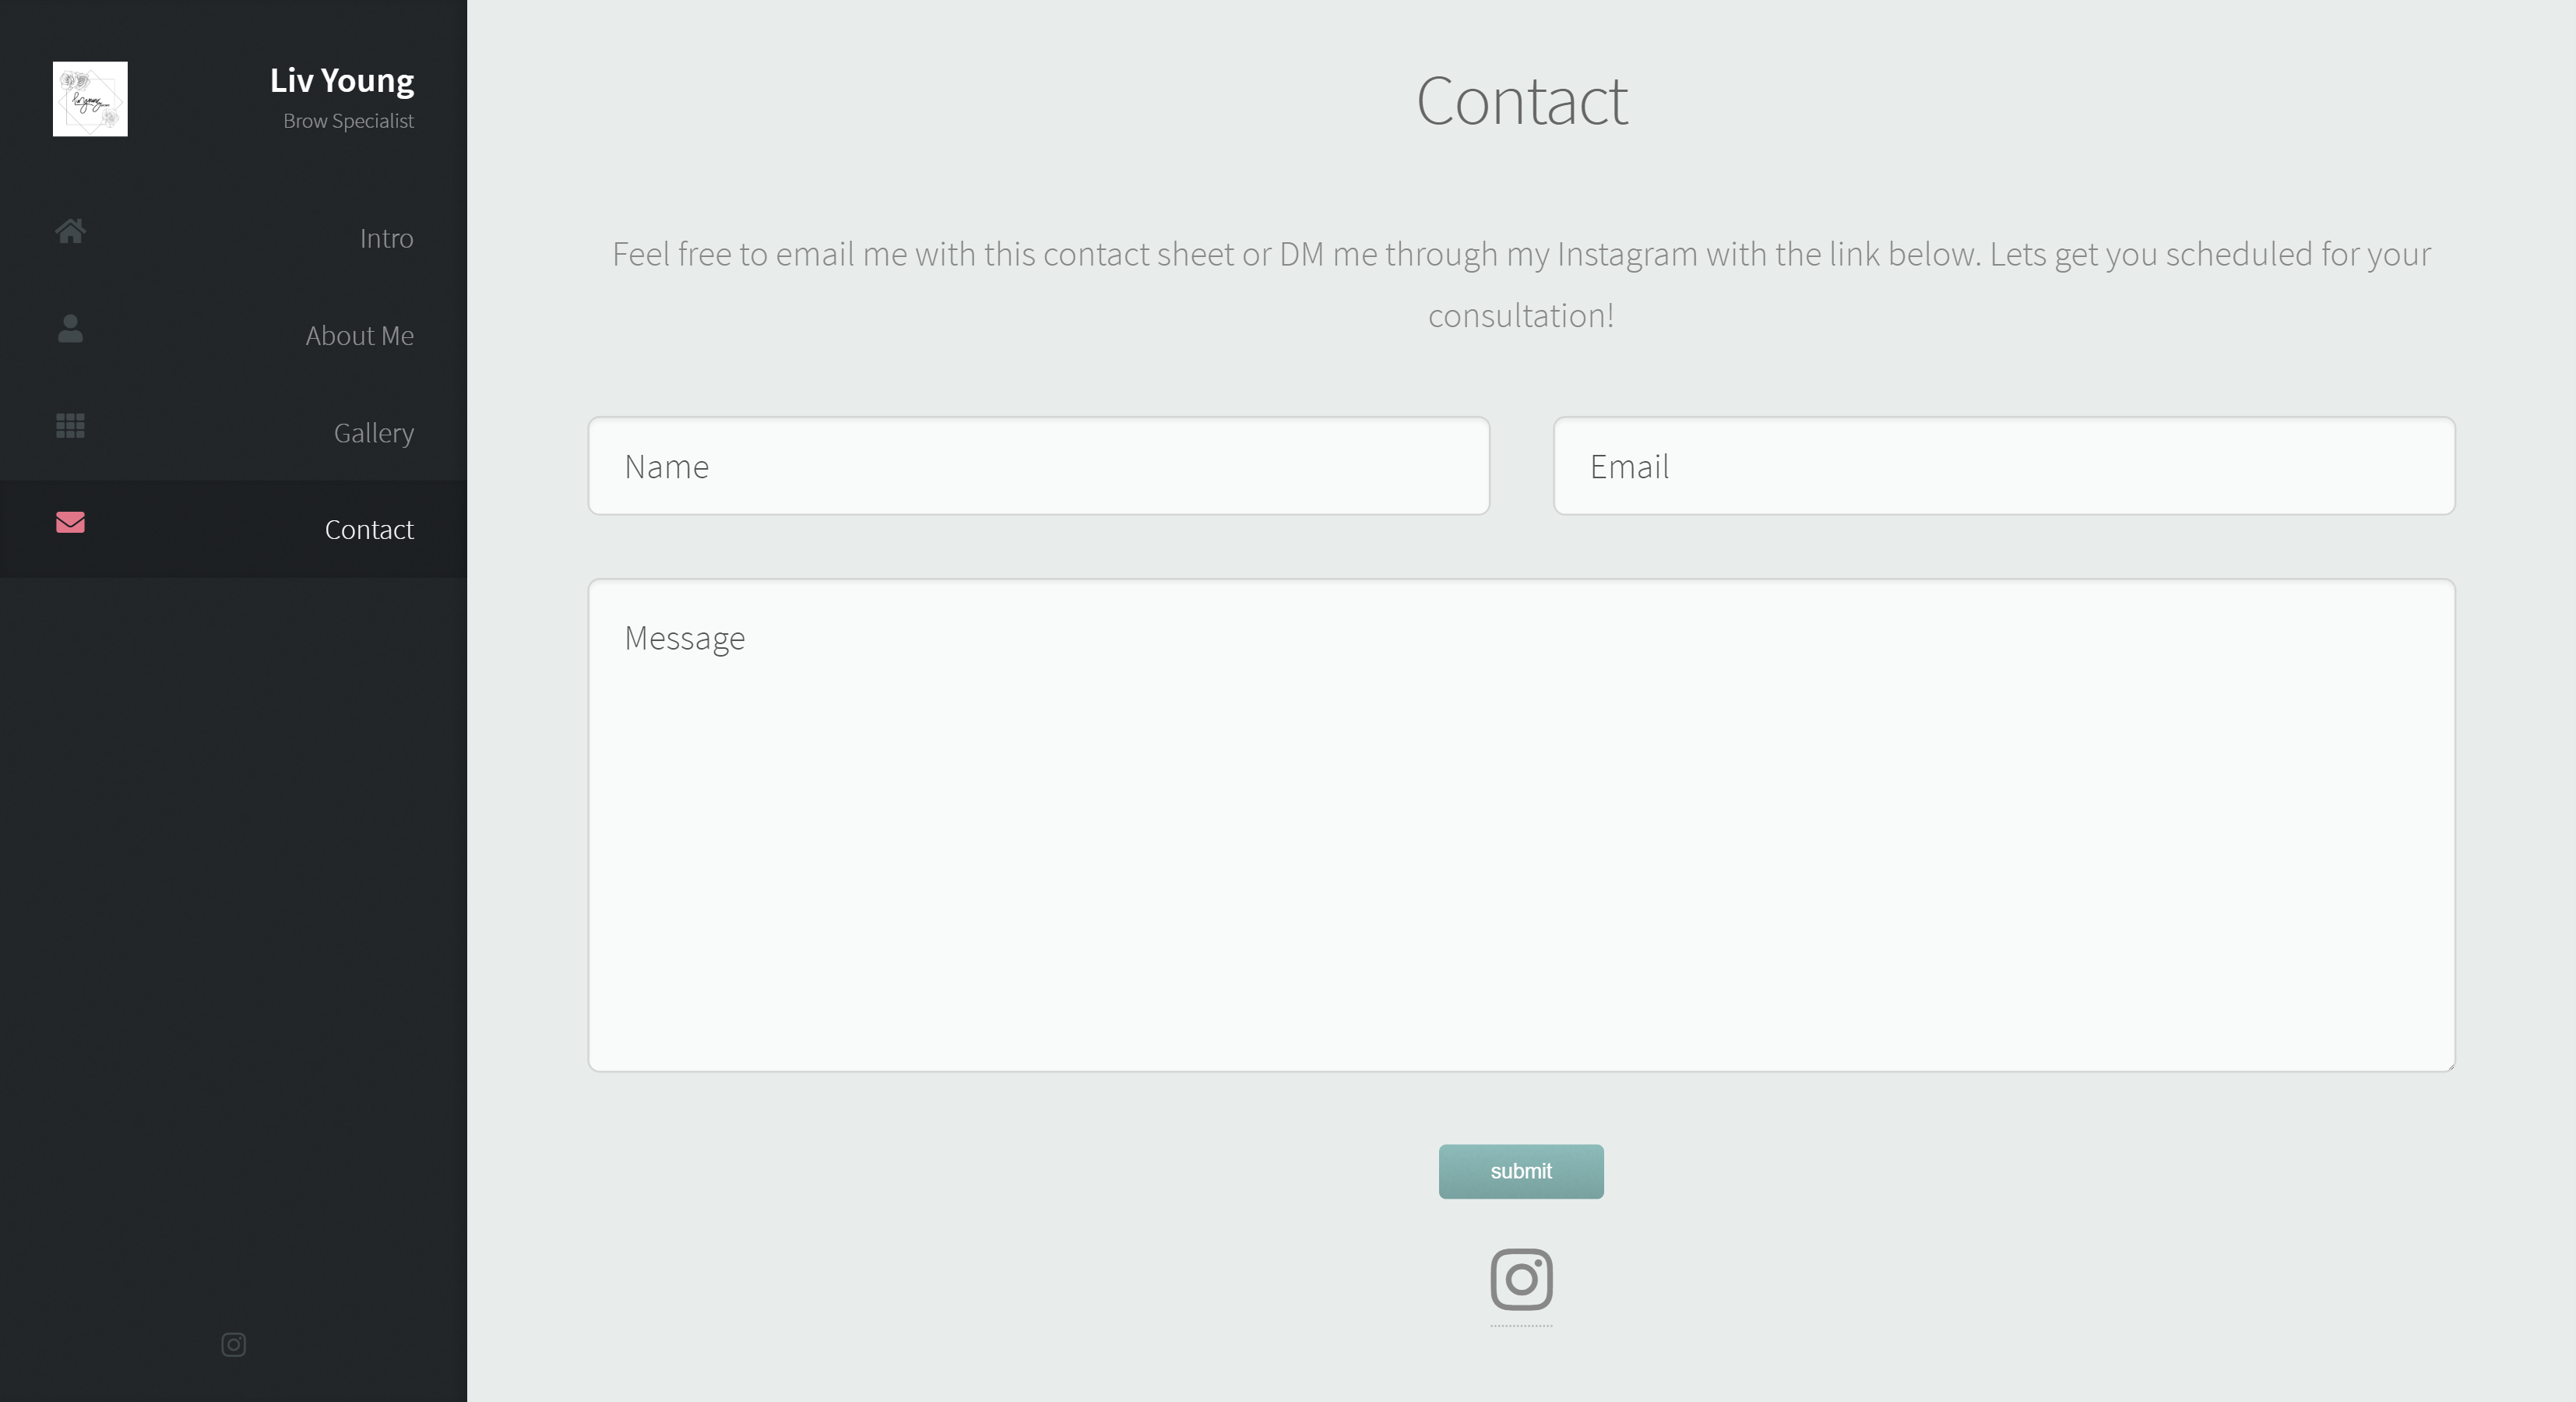 Liv Young
Brow Specialist
Intro
About Me
Gallery
Contact
Contact
Feel free to email me with this contact sheet or DM me through my Instagram with the link below. Lets get you scheduled for your
consultation!
Name
Email
Message
submit